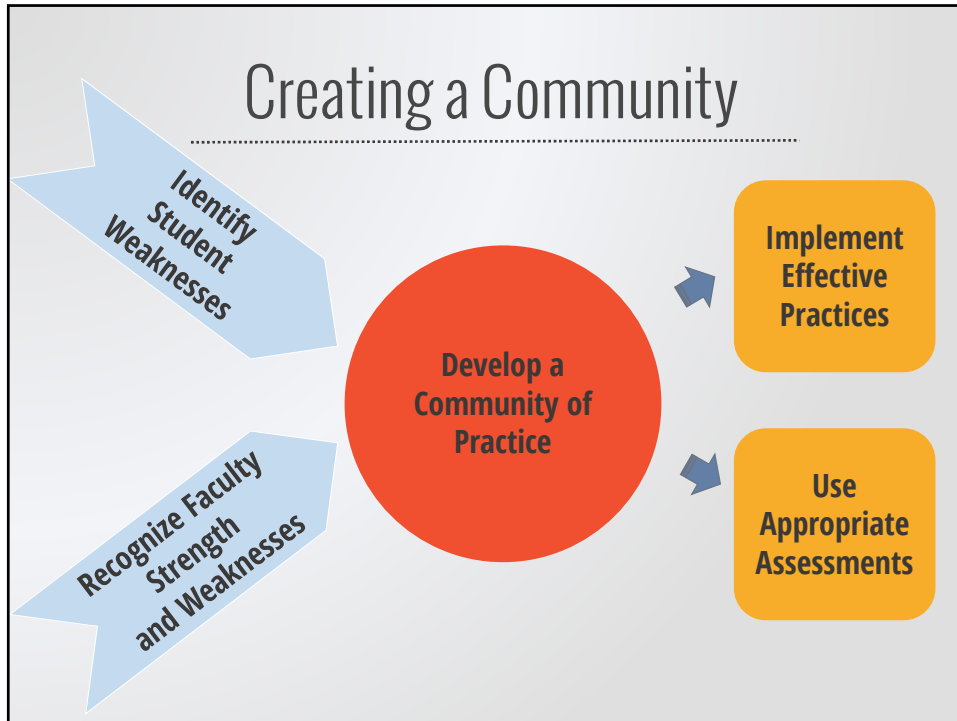 Creating a Community
Identify
Student
Weaknesses
Recognize Faculty
Strength
and Weaknesses
Develop a
Community of
Practice
Implement
Effective
Practices
Use
Appropriate
Assessments